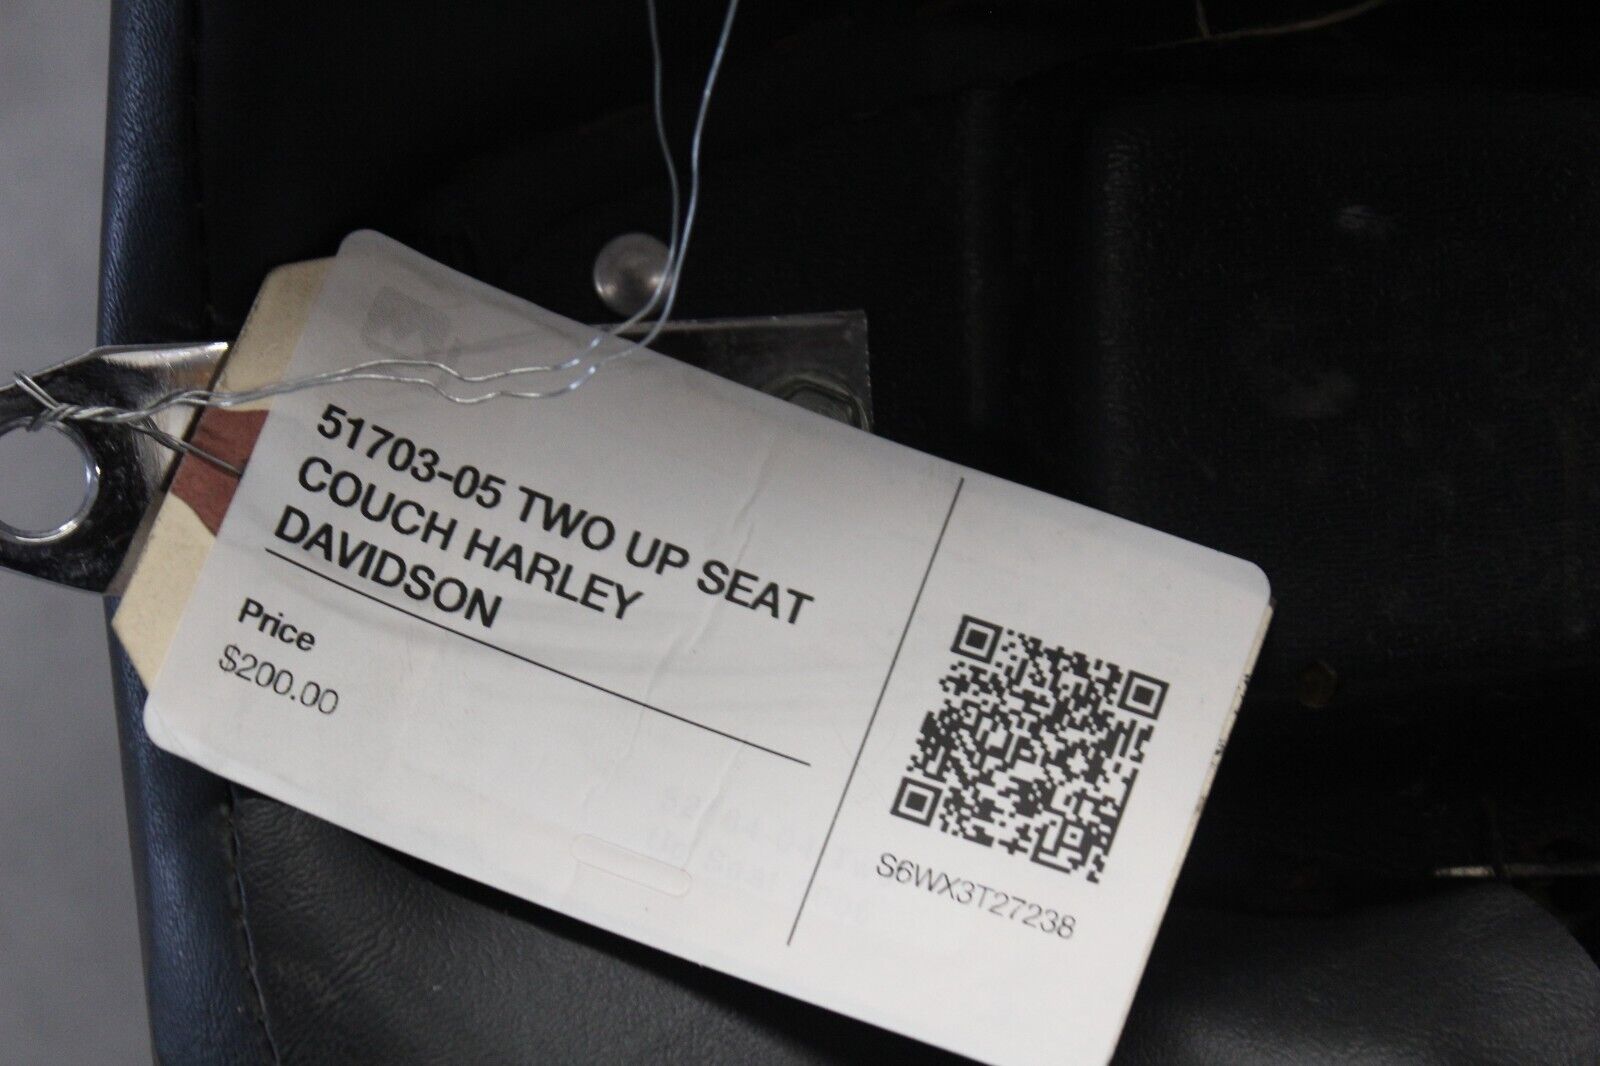 51703-05 TWO UP SEAT
COUCH HARLEY
DAVIDSON
Price
$200.00
S6WX3T27238